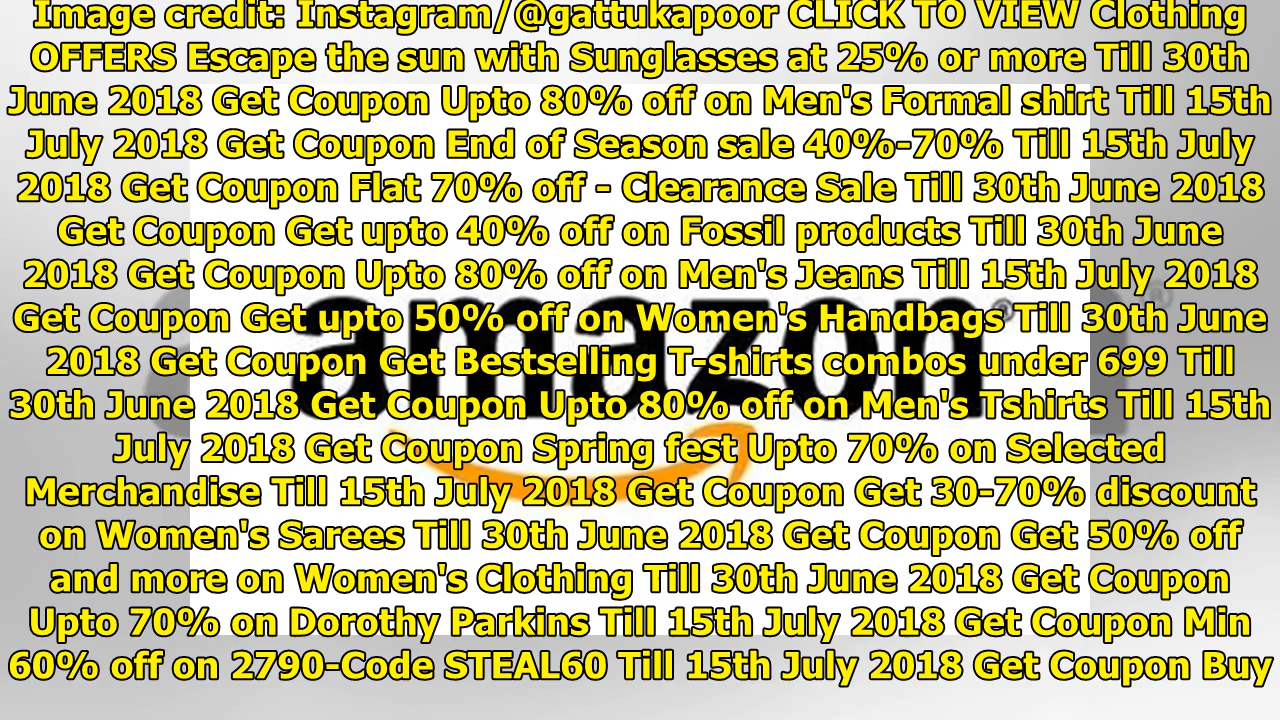 Image credit: Instagram/@gattukapoor CLICK TO VIEW Clothing
OFFERS Escape the sun with Sunglasses at 25% or more Till 30th
June 2018 Get Coupon Upto 80% off on Men's Formal shirt Till 15th
July 2018 Get Coupon End of Season sale 40%-70% Till 15th July
2018 Get Coupon Flat 70% off - Clearance Sale Till 30th June 2018
Get Coupon Get upto 40% off on Fossil products Till 30th June
2018 Get Coupon Upto 80% off on Men's Jeans Till 15th July 2018
Get Coupon Get upto 50% off on Women's Handbags Till 30th June
2018 Get Coupon Get Bestselling T-shirts combos under 699 Till
30th June 2018 Get Coupon Upto 80% off on Men's Tshirts Till 15th
July 2018 Get Coupon Spring fest Upto 70% on Selected
Merchandise Till 15th July 2018 Get Coupon Get 30-70% discount
on Women's Sarees Till 30th June 2018 Get Coupon Get 50% off
and more on Women's Clothing Till 30th June 2018 Get Coupon
Upto 70% on Dorothy Parkins Till 15th July 2018 Get Coupon Min
60% off on 2790-Code STEAL60 Till 15th July 2018 Get Coupon Buy
amazon®